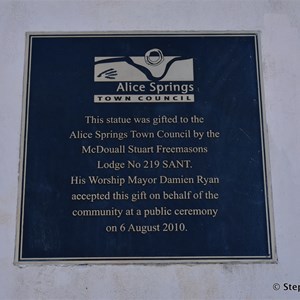 Alice Springs
TOWN COUNCIL
This statue was gifted to the
Alice Springs Town Council by the
McDouall Stuart Freemasons
Lodge No 219 SANT.
His Worship Mayor Damien Ryan
accepted this gift on behalf of the
community at a public ceremony
on 6 August 2010.
© Step